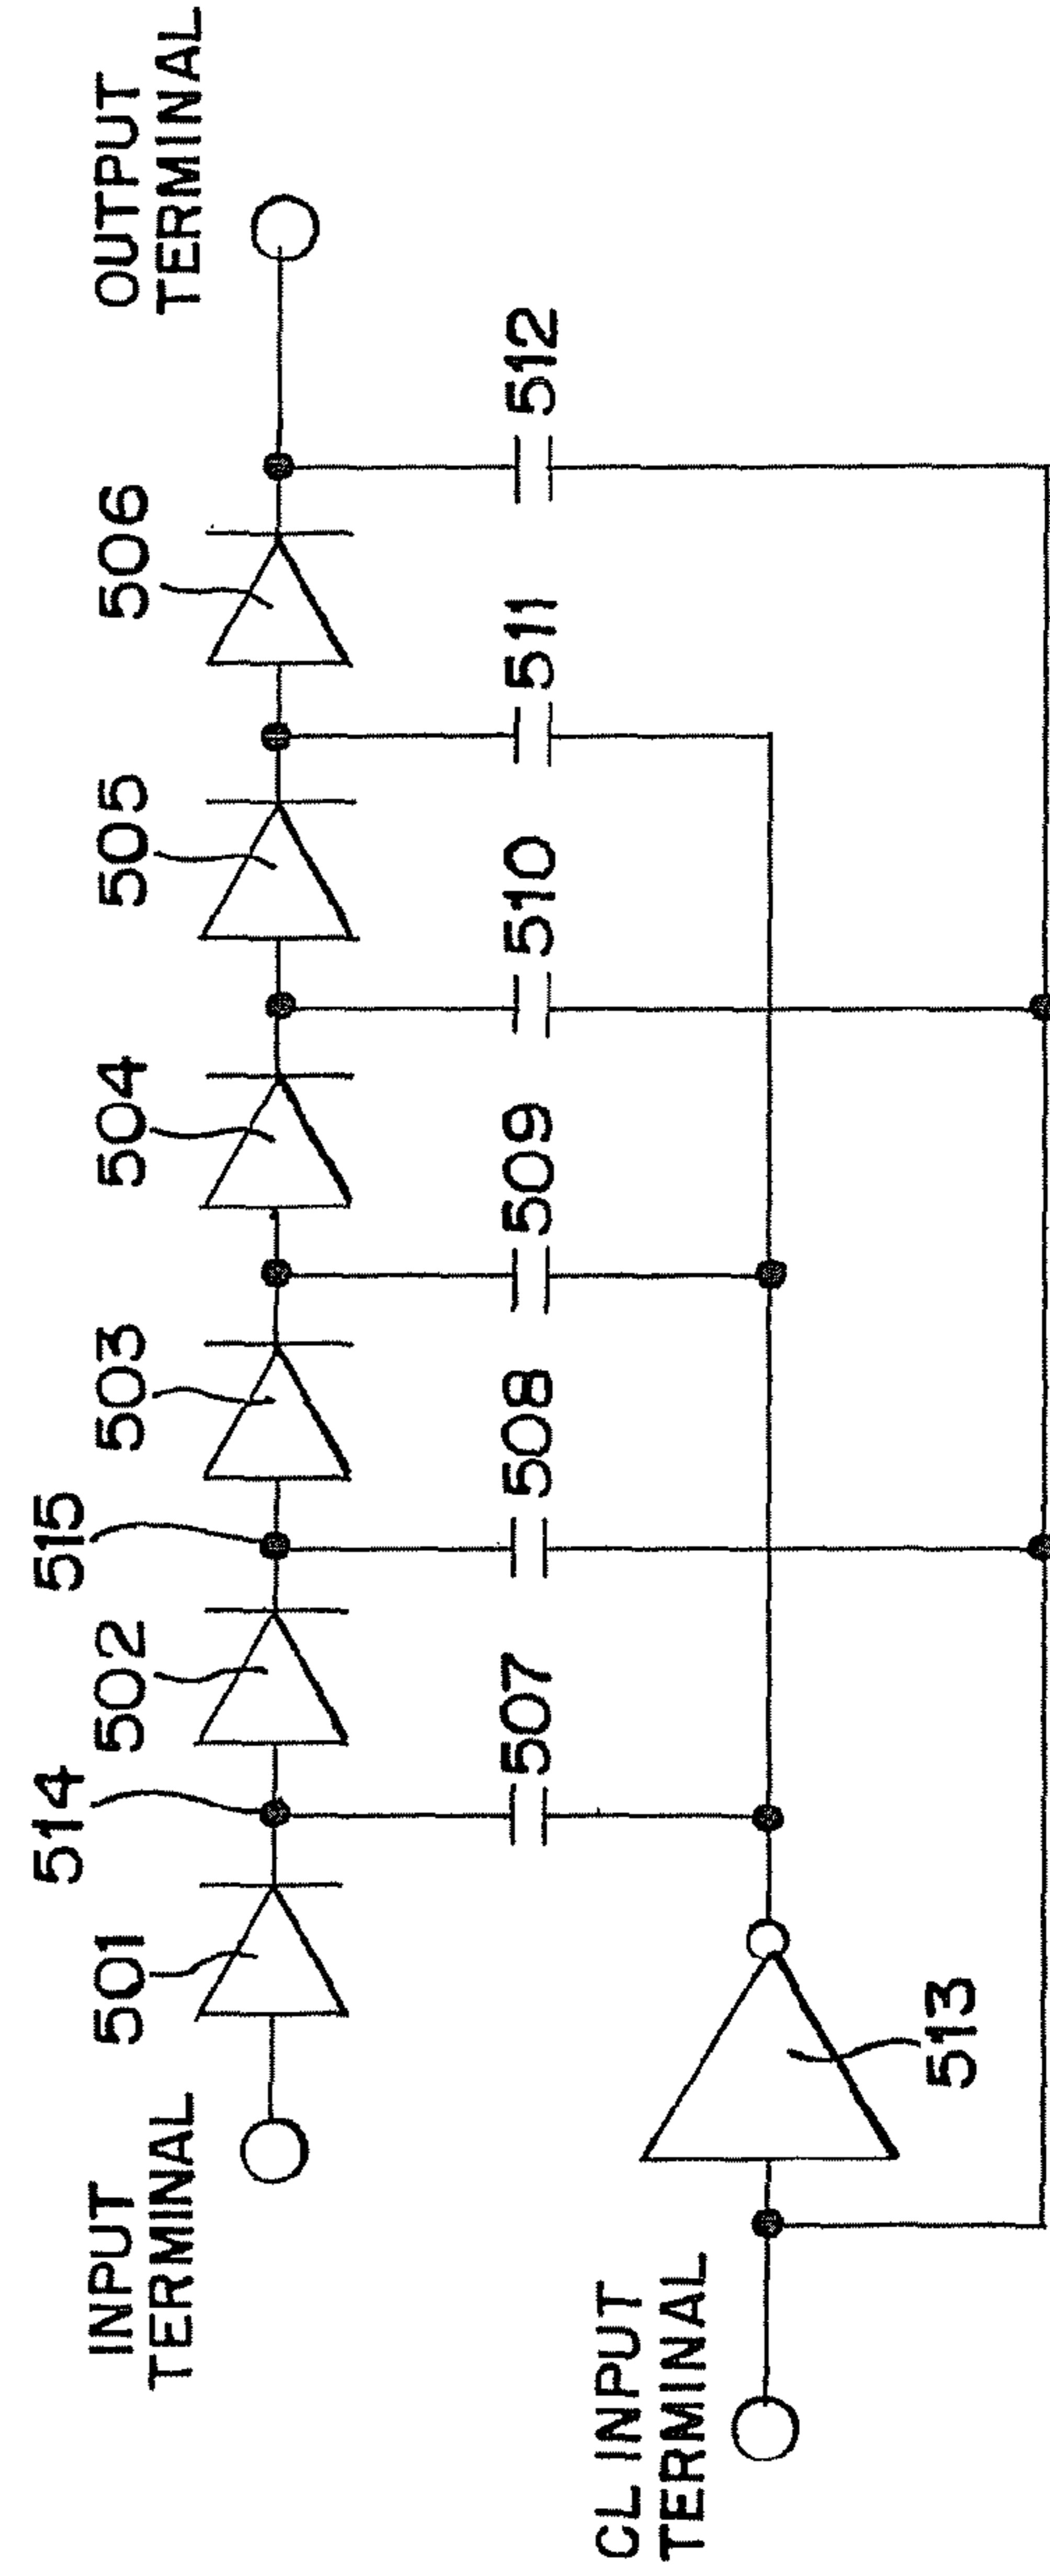 INPUT
TERMINAL
501
514
502
515
503
504
505
506
OUTPUT
TERMINAL
507
508
509
510
511
512
CL INPUT
TERMINAL
513